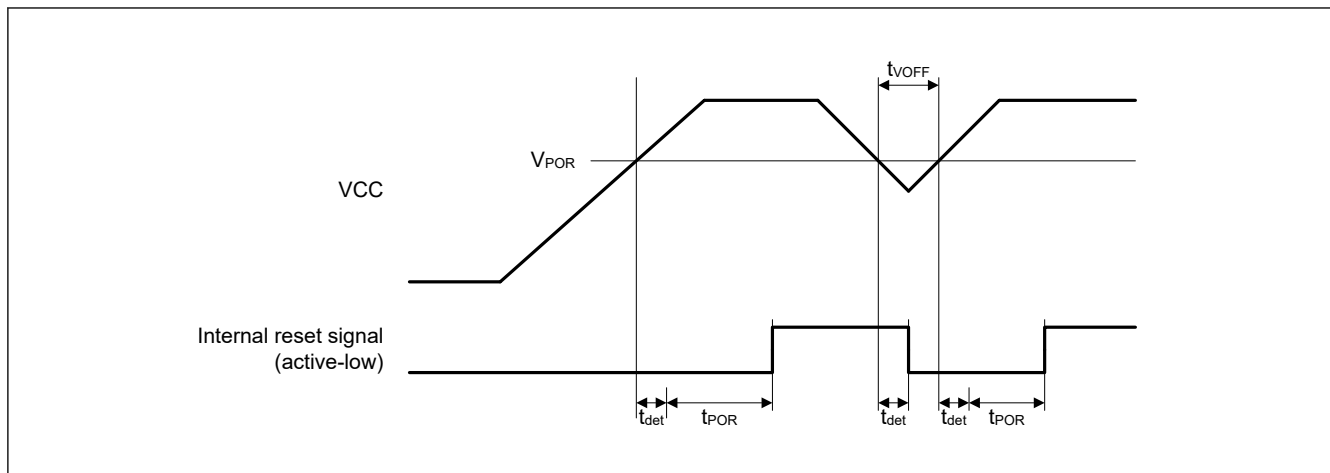 tVOFF
VPOR
VCC
Internal reset signal
(active-low)
tdet
tPOR
tdet
tdet
tPOR